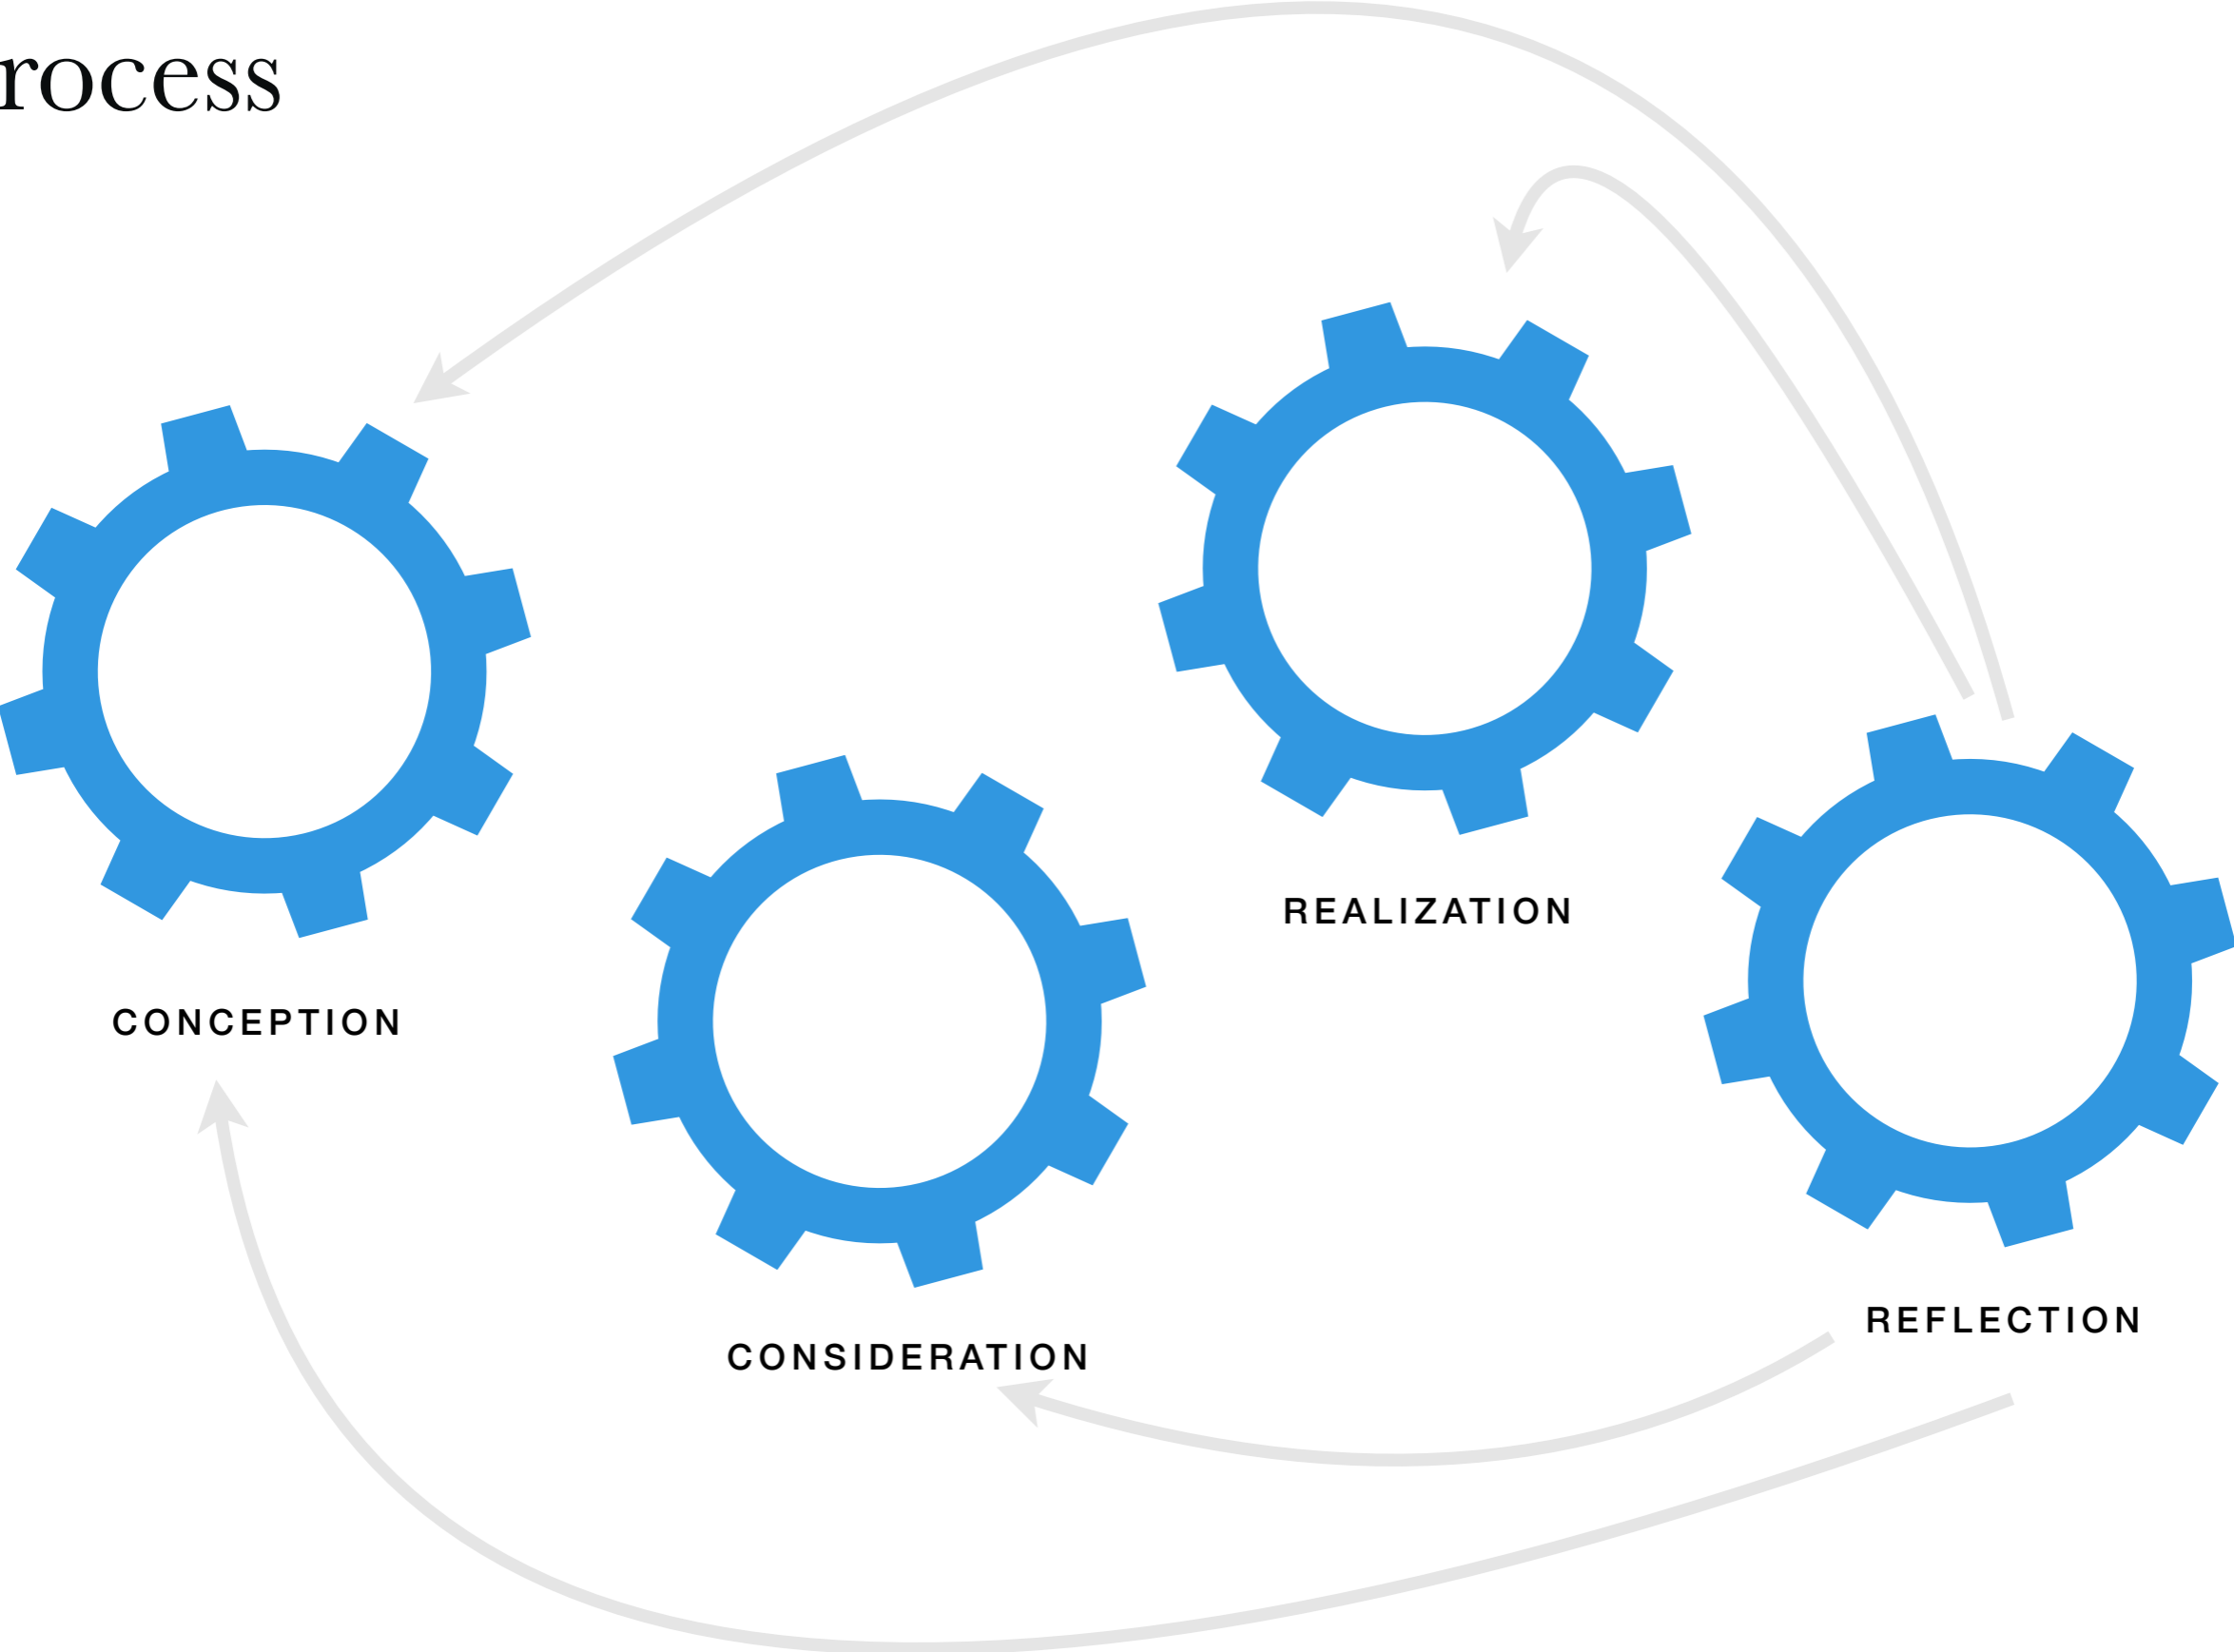 rocess
REALIZATION
CONCEPTION
REFLECTION
CONSIDERATION